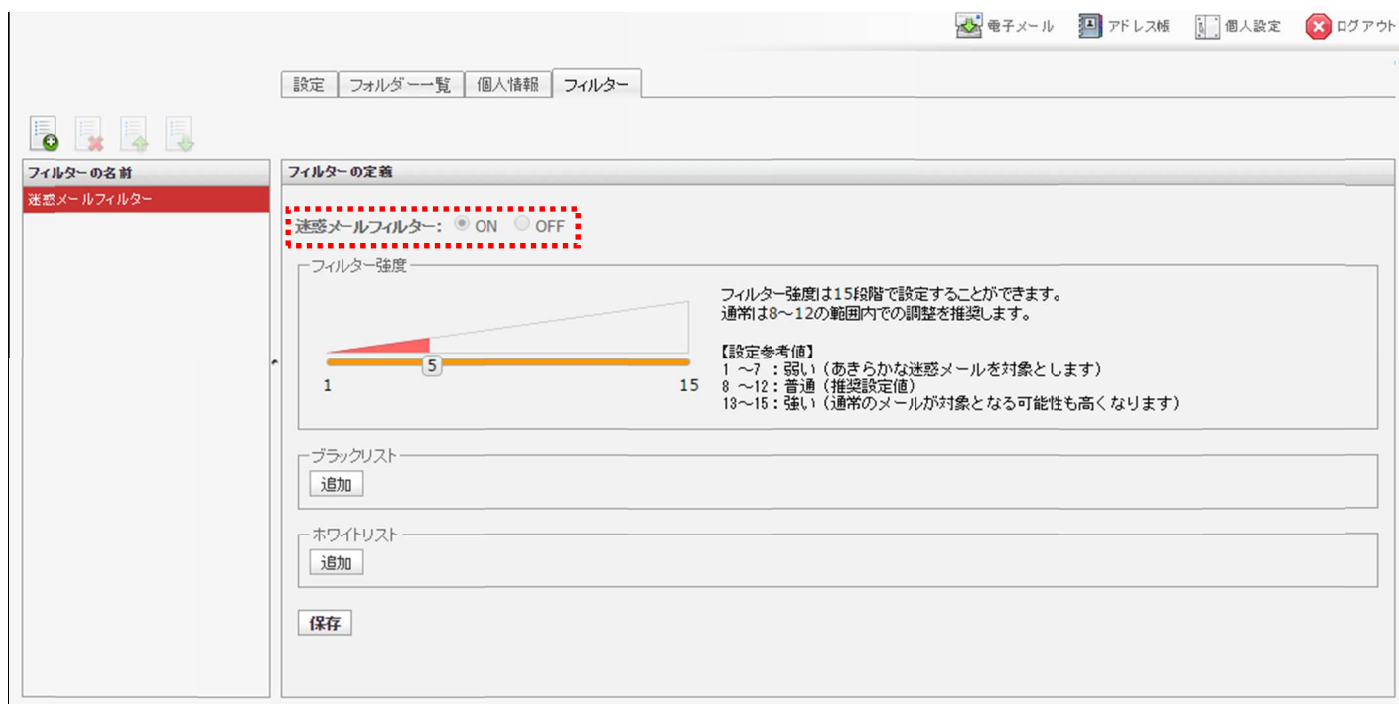 電子メール アドレス帳 個人設定 ログアウト
設定 フォルダー一覧 個人情報 フィルター
フィルターの名前
迷惑メールフィルター
フィルターの定義
迷惑メールフィルター: ON OFF
フィルター強度
5
1 15
フィルター強度は15段階で設定することができます。
通常は8～12の範囲内での調整を推奨します。
【設定参考値】
1 ～7 : 弱い（あきらかな迷惑メールを対象とします）
8 ～12 : 普通（推奨設定値）
13～15 : 強い（通常のメールが対象となる可能性も高くなります）
ブラックリスト
追加
ホワイトリスト
追加
保存